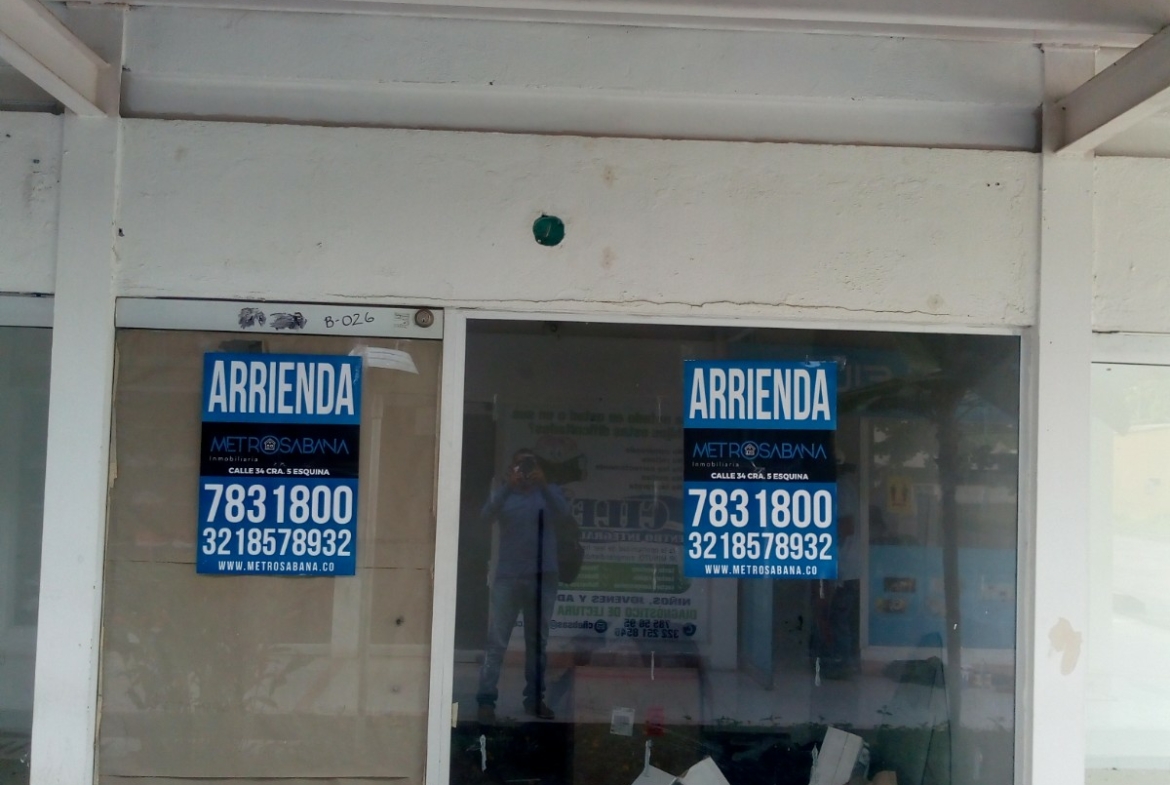 B-026
ARRIENDA
METROSABANA
Inmobiliaria
CALLE 34 CRA. 5 ESQUINA
7831800
3218578932
WWW.METROSABANA.CO
ARRIENDA
METROSABANA
Inmobiliaria
CALLE 34 CRA. 5 ESQUINA
7831800
3218578932
WWW.METROSABANA.CO
NIÑOS, JOVENES Y AD
DIAGNÓSTICO DE LECTURA